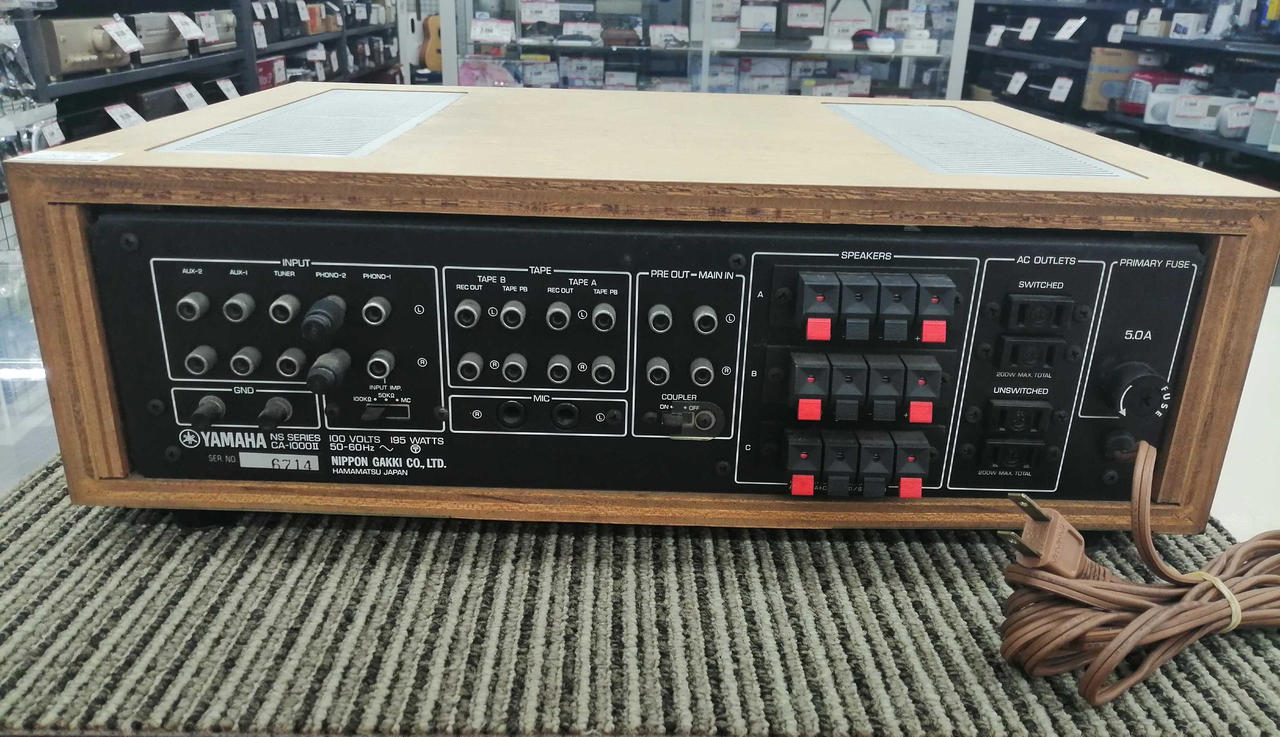 INPUT
AUX-2 AUX-1 TUNER PHONO-2 PHONO-1
L
R
INPUT IMP.
100KΩ 50KΩ MC
GND
TAPE
TAPE B TAPE A
REC OUT TAPE PB REC OUT TAPE PB
L L
R R
MIC
R L
PRE OUT MAIN IN
L
R
COUPLER
ON OFF
SPEAKERS
A
B
C
AC OUTLETS
SWITCHED
200W MAX. TOTAL
UNSWITCHED
200W MAX. TOTAL
PRIMARY FUSE
5.0A
FUSE
YAMAHA NS SERIES
CA-1000II
100 VOLTS 195 WATTS
50-60Hz
SER NO. 6714
NIPPON GAKKI CO., LTD.
HAMAMATSU JAPAN